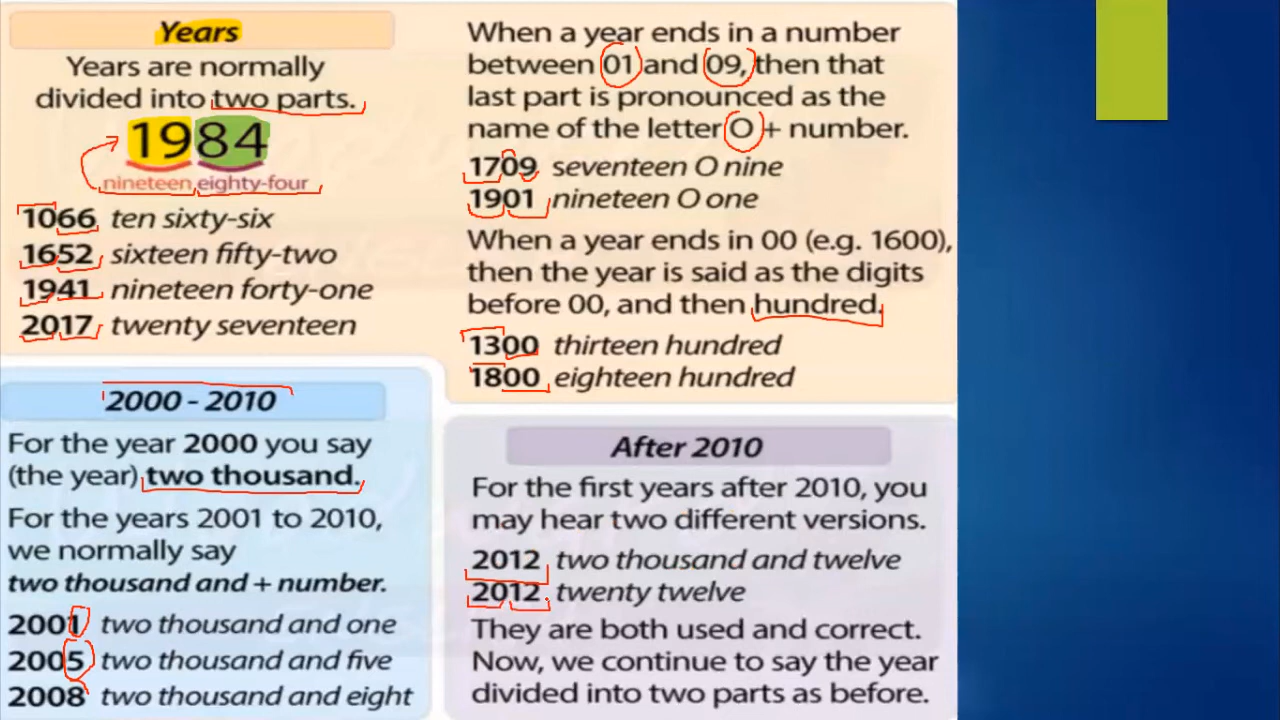 Years
Years are normally
divided into two parts.
1984
nineteen eighty-four
1066 ten sixty-six
1652 sixteen fifty-two
1941 nineteen forty-one
2017 twenty seventeen
When a year ends in a number
between 01 and 09, then that
last part is pronounced as the
name of the letter O + number.
1709 seventeen O nine
1901 nineteen O one
When a year ends in 00 (e.g. 1600),
then the year is said as the digits
before 00, and then hundred.
1300 thirteen hundred
1800 eighteen hundred
2000 - 2010
For the year 2000 you say
(the year) two thousand.
For the years 2001 to 2010,
we normally say
two thousand and + number.
2001 two thousand and one
2005 two thousand and five
2008 two thousand and eight
After 2010
For the first years after 2010, you
may hear two different versions.
2012 two thousand and twelve
2012 twenty twelve
They are both used and correct.
Now, we continue to say the year
divided into two parts as before.